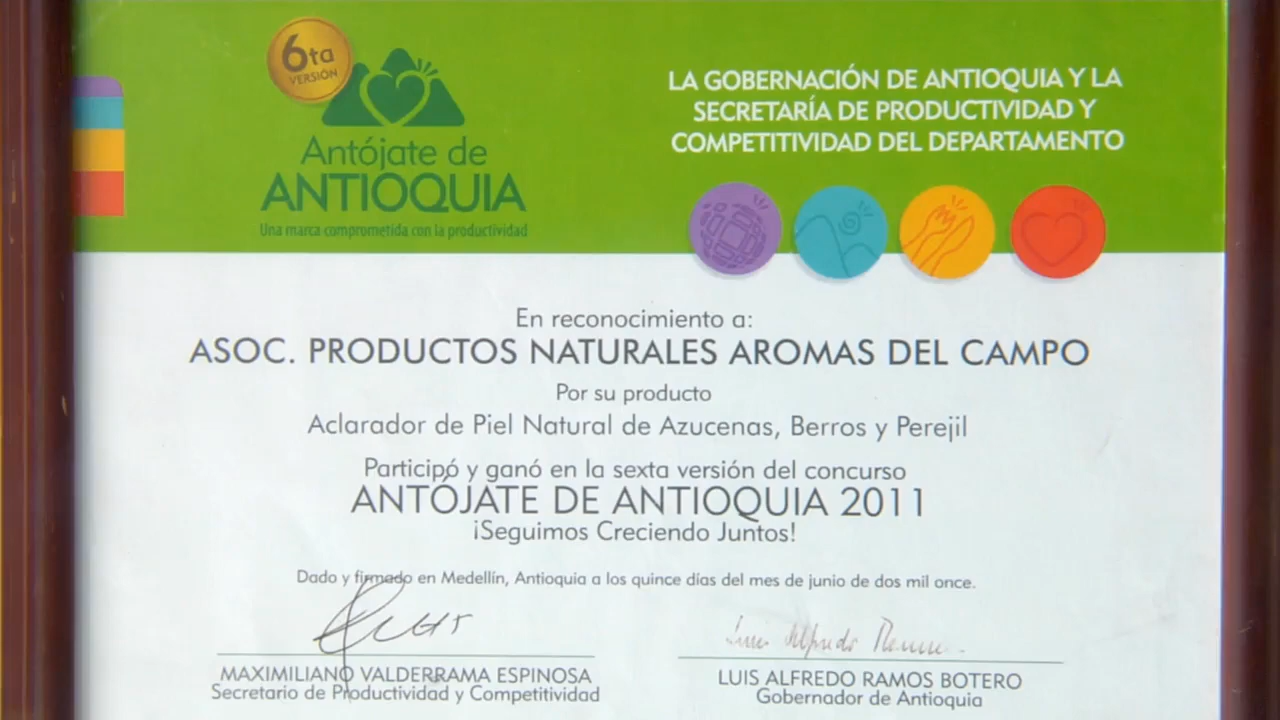 6ta
VERSIÓN
Antójate de
ANTIOQUIA
Una marca comprometida con la productividad
LA GOBERNACIÓN DE ANTIOQUIA Y LA
SECRETARÍA DE PRODUCTIVIDAD Y
COMPETITIVIDAD DEL DEPARTAMENTO
En reconocimiento a:
ASOC. PRODUCTOS NATURALES AROMAS DEL CAMPO
Por su producto
Aclarador de Piel Natural de Azucenas, Berros y Perejil
Participó y ganó en la sexta versión del concurso
ANTÓJATE DE ANTIOQUIA 2011
¡Seguimos Creciendo Juntos!
Dado y firmado en Medellín, Antioquia a los quince días del mes de junio de dos mil once.
Luis Alfredo Ramos
MAXIMILIANO VALDERRAMA ESPINOSA
Secretario de Productividad y Competitividad
LUIS ALFREDO RAMOS BOTERO
Gobernador de Antioquia